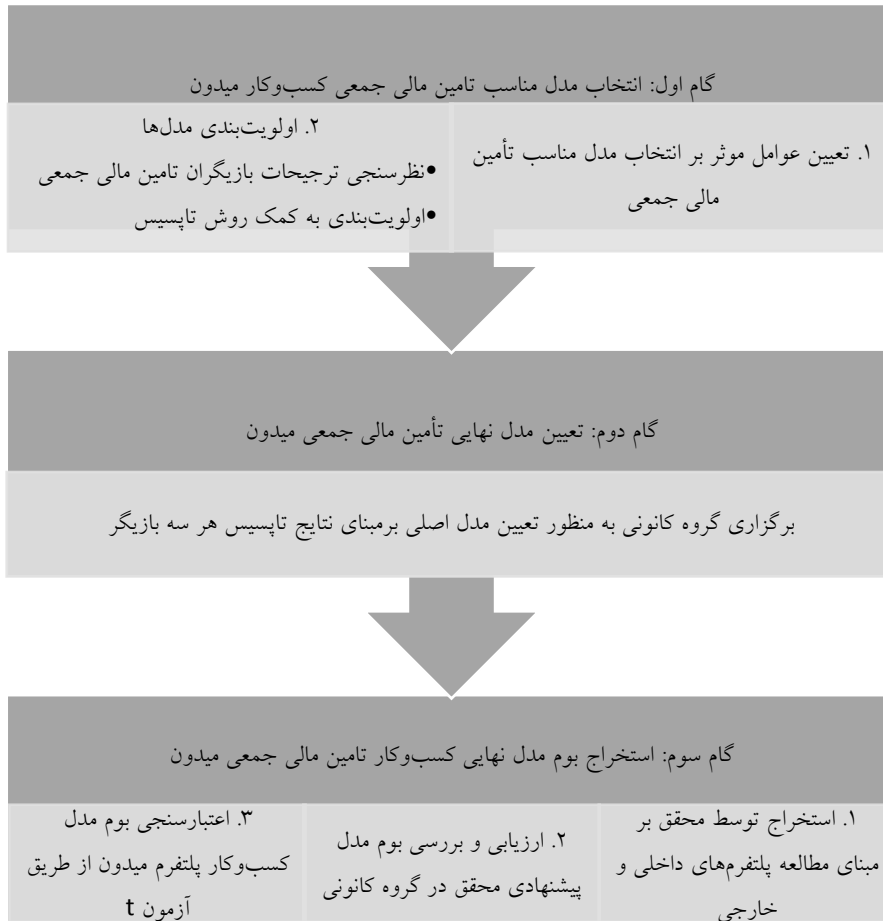 گام اول: انتخاب مدل مناسب تامین مالی جمعی کسب‌وکار میدون
۱. تعیین عوامل موثر بر انتخاب مدل مناسب تأمین
مالی جمعی
۲. اولویت‌بندی مدل‌ها
•نظرسنجی ترجیحات بازیگران تامین مالی جمعی
•اولویت‌بندی به کمک روش تاپسیس
گام دوم: تعیین مدل نهایی تأمین مالی جمعی میدون
برگزاری گروه کانونی به منظور تعیین مدل اصلی برمبنای نتایج تاپسیس هر سه بازیگر
گام سوم: استخراج بوم مدل نهایی کسب‌وکار تامین مالی جمعی میدون
۱. استخراج توسط محقق بر
مبنای مطالعه پلتفرم‌های داخلی و
خارجی
۲. ارزیابی و بررسی بوم مدل
پیشنهادی محقق در گروه کانونی
۳. اعتبارسنجی بوم مدل
کسب‌وکار پلتفرم میدون از طریق
آزمون t